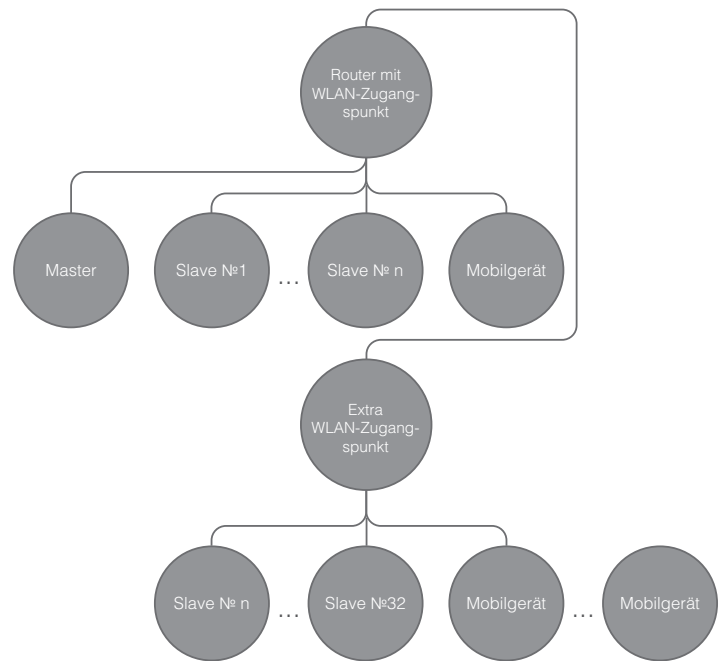 Router mit
WLAN-Zugang-
spunkt
Master
Slave №1
...
Slave № n
Mobilgerät
Extra
WLAN-Zugang-
spunkt
Slave № n
...
Slave №32
Mobilgerät
...
Mobilgerät